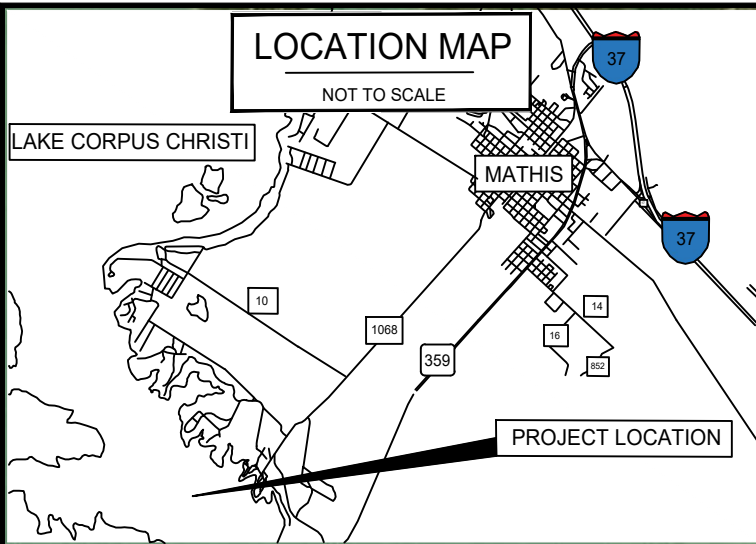 LOCATION MAP
NOT TO SCALE
37
LAKE CORPUS CHRISTI
MATHIS
37
10
14
1068
16
359
852
PROJECT LOCATION